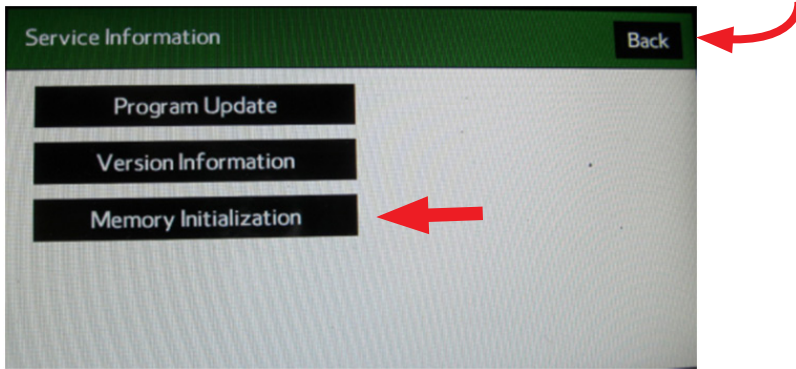 Service Information
Back
Program Update
Version Information
Memory Initialization